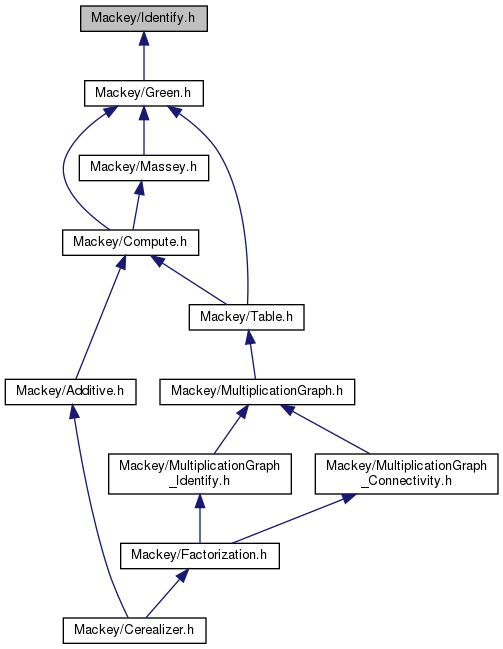 Mackey/Identify.h
Mackey/Green.h
Mackey/Massey.h
Mackey/Compute.h
Mackey/Table.h
Mackey/Additive.h
Mackey/MultiplicationGraph.h
Mackey/MultiplicationGraph
_Identify.h
Mackey/MultiplicationGraph
_Connectivity.h
Mackey/Factorization.h
Mackey/Cerealizer.h